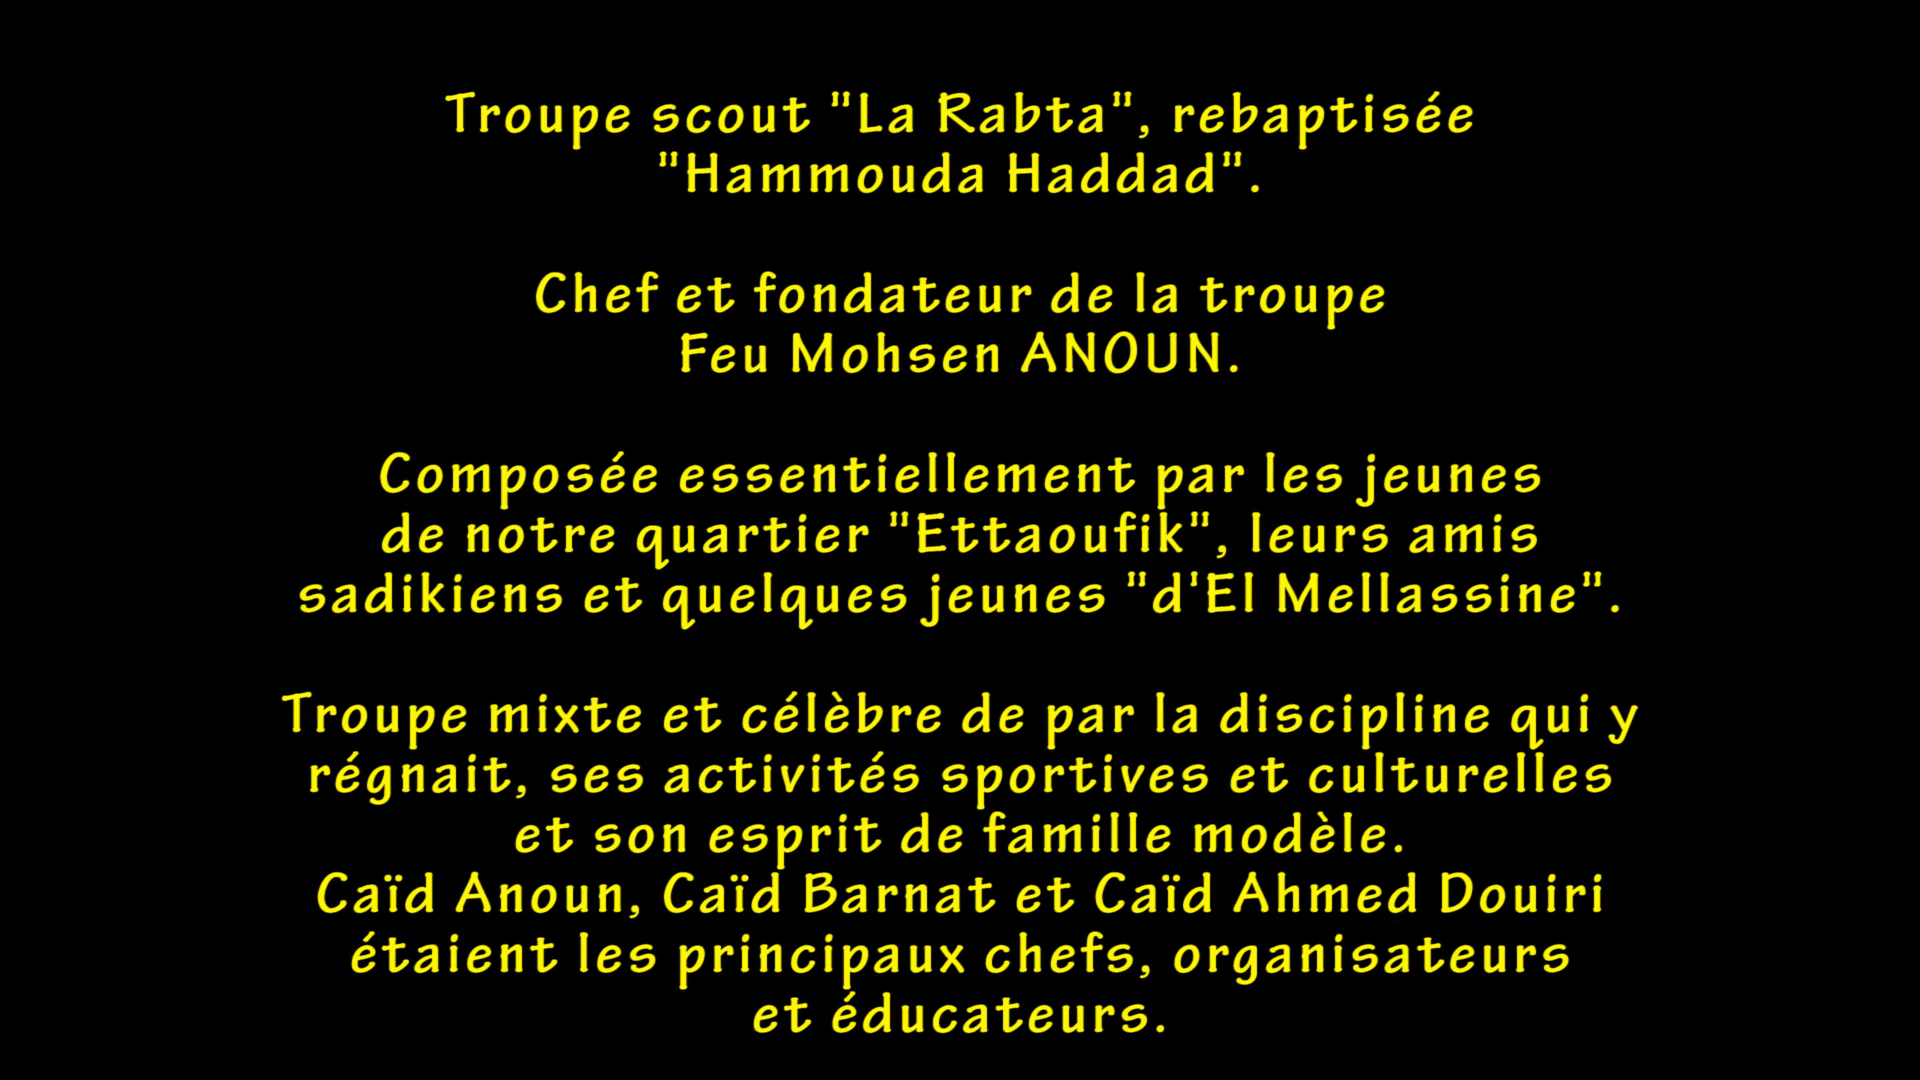 Troupe scout "La Rabta", rebaptisée
"Hammouda Haddad".
Chef et fondateur de la troupe
Feu Mohsen ANOUN.
Composée essentiellement par les jeunes
de notre quartier "Ettaoufik", leurs amis
sadikiens et quelques jeunes "d'El Mellassine".
Troupe mixte et célèbre de par la discipline qui y
régnait, ses activités sportives et culturelles
et son esprit de famille modèle.
Caïd Anoun, Caïd Barnat et Caïd Ahmed Douiri
étaient les principaux chefs, organisateurs
et éducateurs.